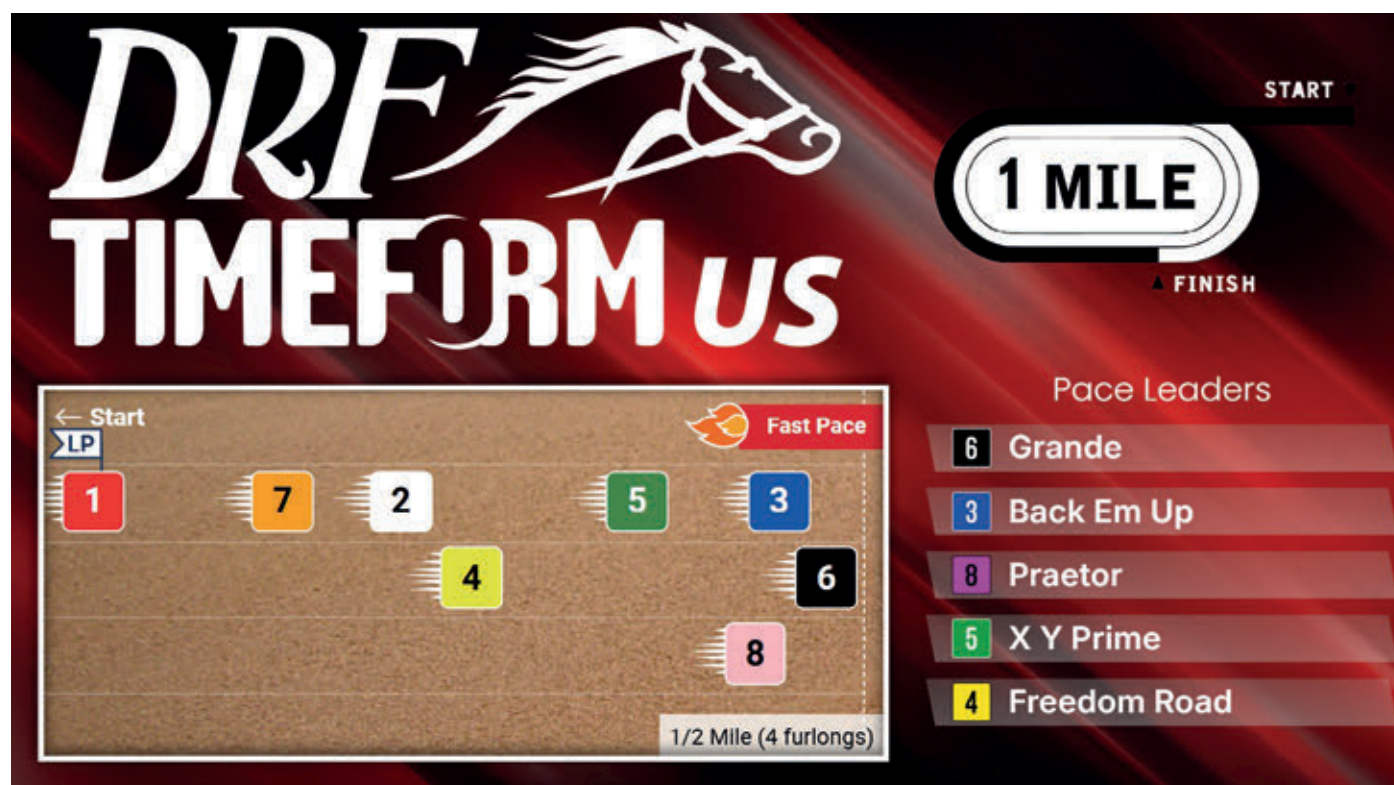 DRF
TIMEFORM US
START
1 MILE
FINISH
← Start
LP
Fast Pace
1 7 2 5 3
4 6
8
1/2 Mile (4 furlongs)
Pace Leaders
6 Grande
3 Back Em Up
8 Praetor
5 X Y Prime
4 Freedom Road